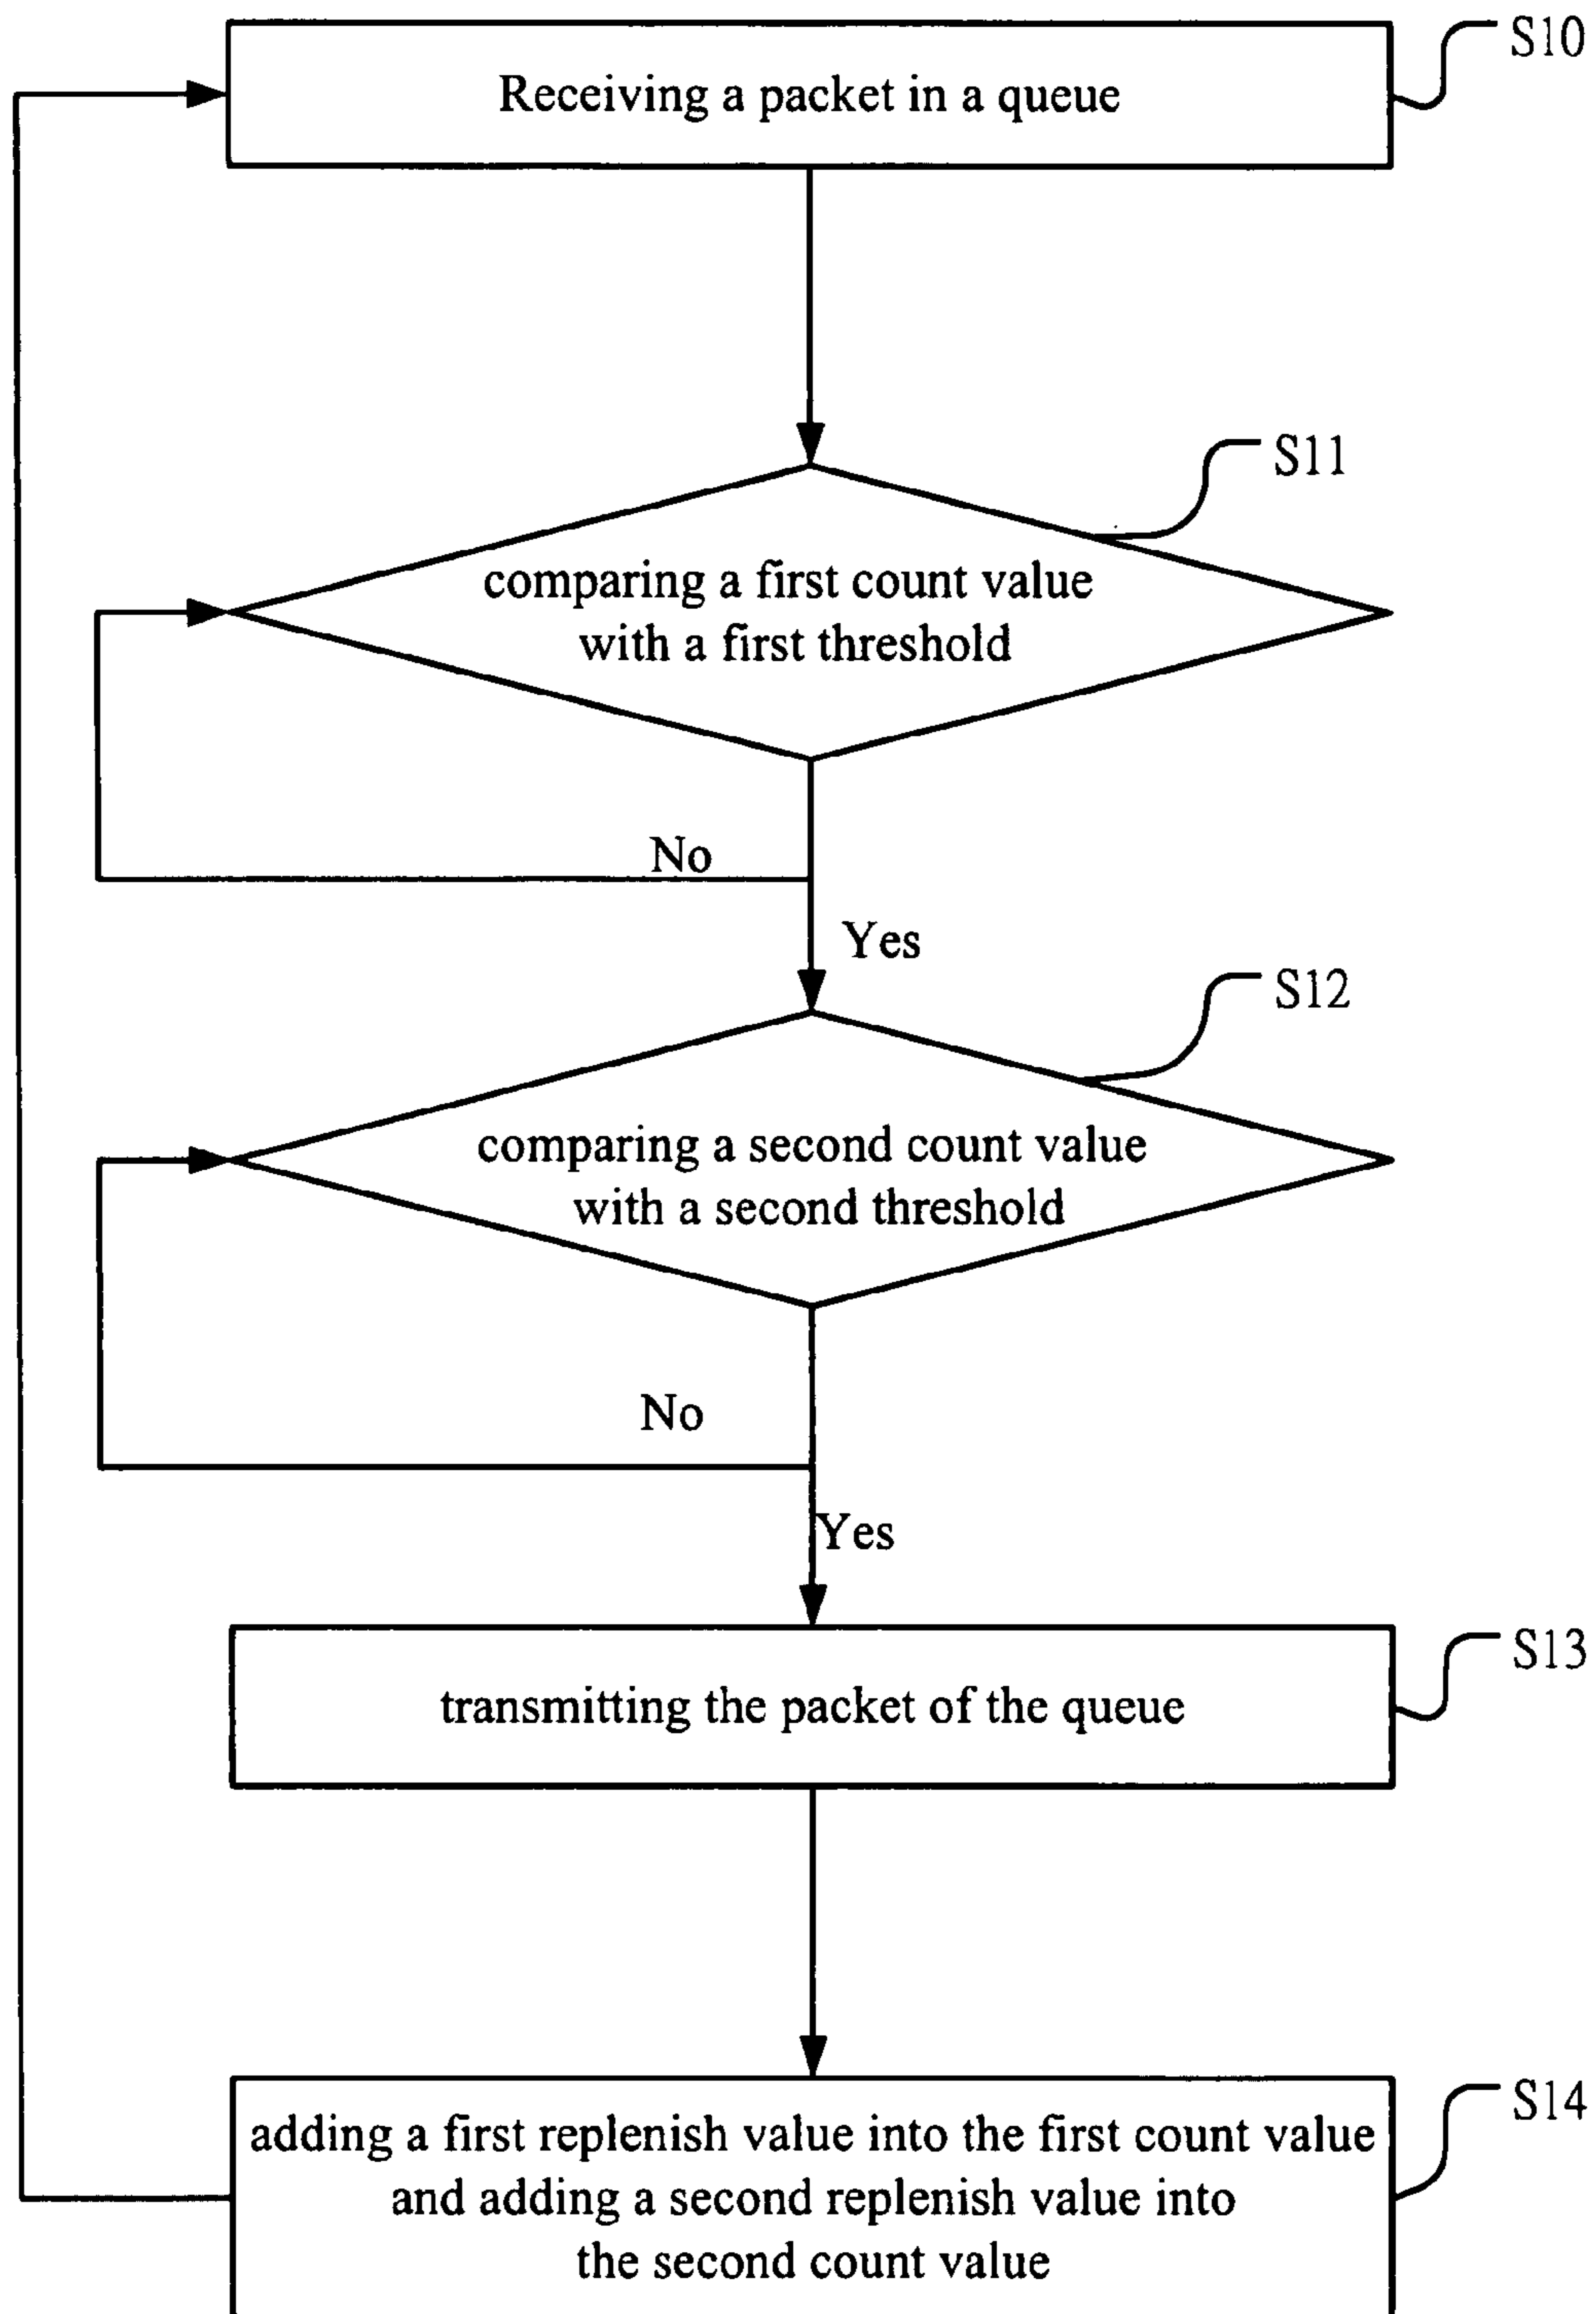 S10
Receiving a packet in a queue
S11
comparing a first count value
with a first threshold
No
Yes
S12
comparing a second count value
with a second threshold
No
Yes
S13
transmitting the packet of the queue
S14
adding a first replenish value into the first count value
and adding a second replenish value into
the second count value